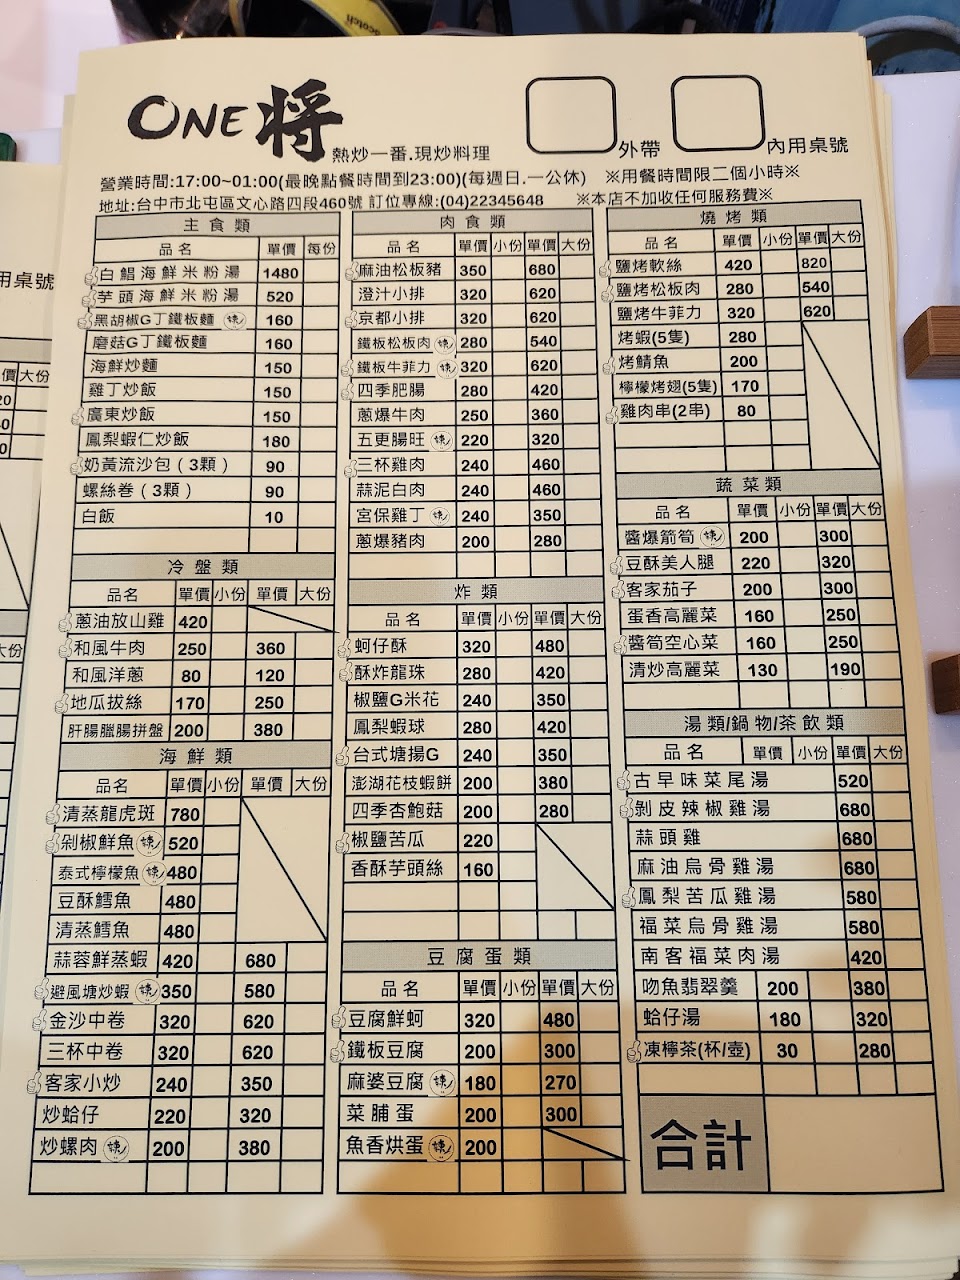 Scotch
ONE 將
熱炒一番.現炒料理
外帶
內用桌號
營業時間:17:00~01:00(最晚點餐時間到23:00)(每週日.一公休) ※用餐時間限二個小時※
地址:台中市北屯區文心路四段460號 訂位專線:(04)22345648 ※本店不加收任何服務費※
主食類
品名 單價 每份
白鯧海鮮米粉湯 1480
芋頭海鮮米粉湯 520
黑胡椒G丁鐵板麵 160
蘑菇G丁鐵板麵 160
海鮮炒麵 150
雞丁炒飯 150
廣東炒飯 150
鳳梨蝦仁炒飯 180
奶黃流沙包(3顆) 90
螺絲巻(3顆) 90
白飯 10
冷盤類
品名 單價 小份 單價 大份
蔥油放山雞 420
和風牛肉 250 360
和風洋蔥 80 120
地瓜拔絲 170 250
肝腸臘腸拼盤 200 380
海鮮類
品名 單價 小份 單價 大份
清蒸龍虎斑 780
剁椒鮮魚 520
泰式檸檬魚 480
豆酥鱈魚 480
清蒸鱈魚 480
蒜蓉鮮蒸蝦 420 680
避風塘炒蝦 350 580
金沙中卷 320 620
三杯中卷 320 620
客家小炒 240 350
炒蛤仔 220 320
炒螺肉 200 380
肉食類
品名 單價 小份 單價 大份
麻油松板豬 350 680
澄汁小排 320 620
京都小排 320 620
鐵板松板肉 280 540
鐵板牛菲力 320 620
四季肥腸 280 420
蔥爆牛肉 250 360
五更腸旺 220 320
三杯雞肉 240 460
蒜泥白肉 240 460
宮保雞丁 240 350
蔥爆豬肉 200 280
炸類
品名 單價 小份 單價 大份
蚵仔酥 320 480
酥炸龍珠 280 420
椒鹽G米花 240 350
鳳梨蝦球 280 420
台式塘揚G 240 350
澎湖花枝蝦餅 200 380
四季杏鮑菇 200 280
椒鹽苦瓜 220
香酥芋頭絲 160
豆腐蛋類
品名 單價 小份 單價 大份
豆腐鮮蚵 320 480
鐵板豆腐 200 300
麻婆豆腐 180 270
菜脯蛋 200 300
魚香烘蛋 200
燒烤類
品名 單價 小份 單價 大份
鹽烤軟絲 420 820
鹽烤松板肉 280 540
鹽烤牛菲力 320 620
烤蝦(5隻) 280
烤鯖魚 200
檸檬烤翅(5隻) 170
雞肉串(2串) 80
蔬菜類
品名 單價 小份 單價 大份
醬爆箭筍 200 300
豆酥美人腿 220 320
客家茄子 200 300
蛋香高麗菜 160 250
醬筍空心菜 160 250
清炒高麗菜 130 190
湯類/鍋物/茶飲類
品名 單價 小份 單價 大份
古早味菜尾湯 520
剝皮辣椒雞湯 680
蒜頭雞 680
麻油烏骨雞湯 680
鳳梨苦瓜雞湯 580
福菜烏骨雞湯 580
南客福菜肉湯 420
吻魚翡翠羹 200 380
蛤仔湯 180 320
凍檸茶(杯/壺) 30 280
合計